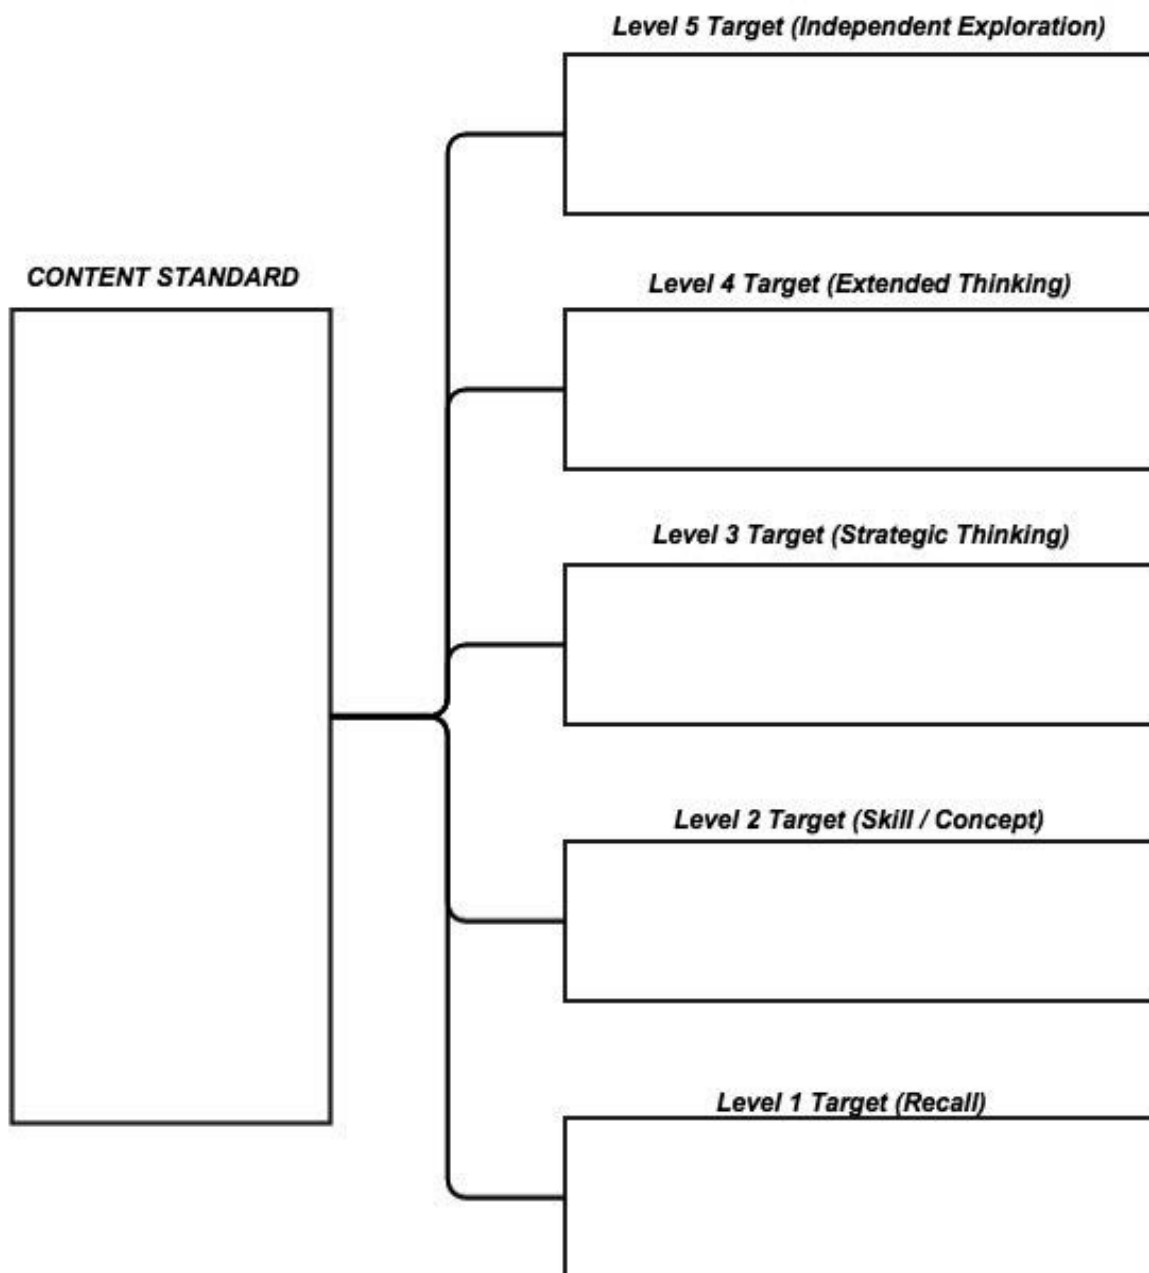 Level 5 Target (Independent Exploration)
CONTENT STANDARD
Level 4 Target (Extended Thinking)
Level 3 Target (Strategic Thinking)
Level 2 Target (Skill / Concept)
Level 1 Target (Recall)